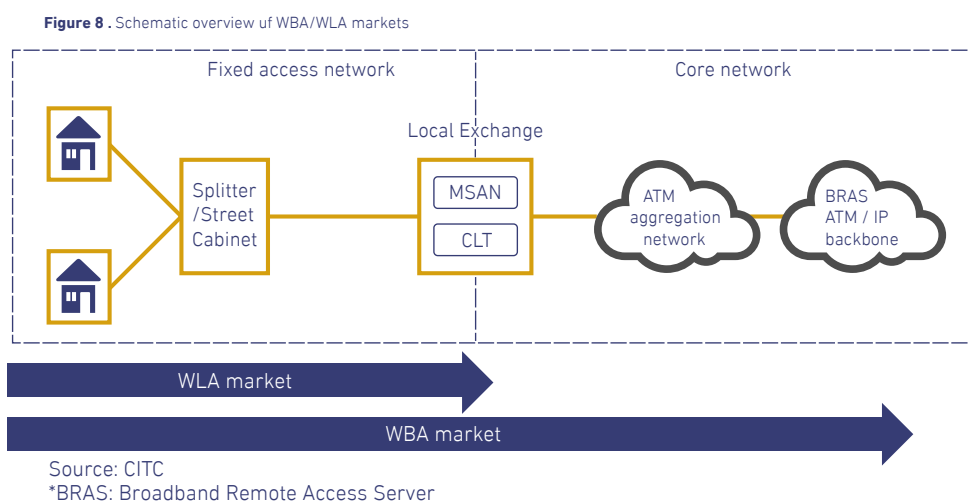 Figure 8 . Schematic overview uf WBA/WLA markets
Fixed access network
Core network
Local Exchange
Splitter
/Street
Cabinet
MSAN
CLT
ATM
aggregation
network
BRAS
ATM / IP
backbone
WLA market
WBA market
Source: CITC
*BRAS: Broadband Remote Access Server